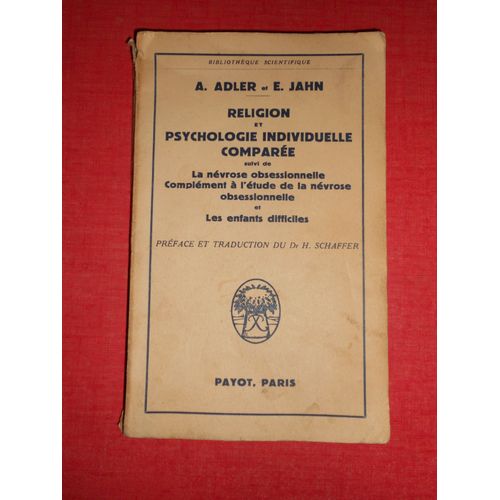 BIBLIOTHÈQUE SCIENTIFIQUE
A. ADLER et E. JAHN
RELIGION
ET
PSYCHOLOGIE INDIVIDUELLE
COMPARÉE
suivi de
La névrose obsessionnelle
Complément à l'étude de la névrose
obsessionnelle
et
Les enfants difficiles
PRÉFACE ET TRADUCTION DU Dr H. SCHAFFER
PAYOT, PARIS